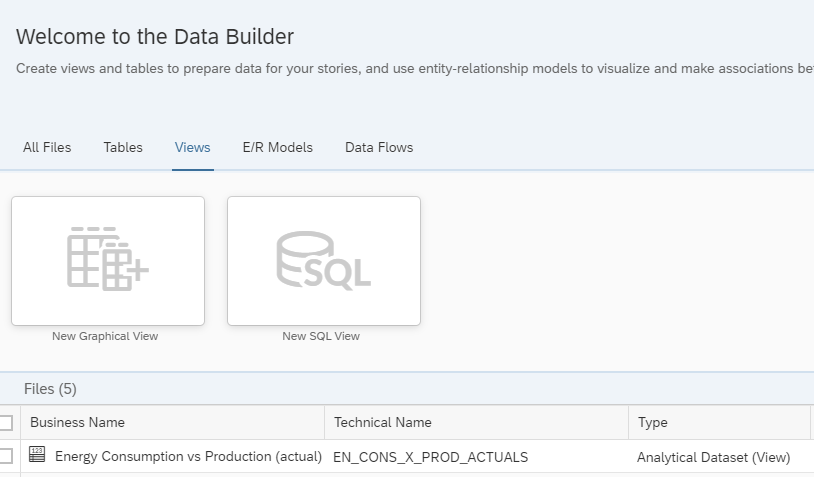 Welcome to the Data Builder
Create views and tables to prepare data for your stories, and use entity-relationship models to visualize and make associations
All Files Tables Views E/R Models Data Flows
SQL
New Graphical View New SQL View
Files (5)
Business Name Technical Name Type
123 Energy Consumption vs Production (actual) EN_CONS_X_PROD_ACTUALS Analytical Dataset (View)